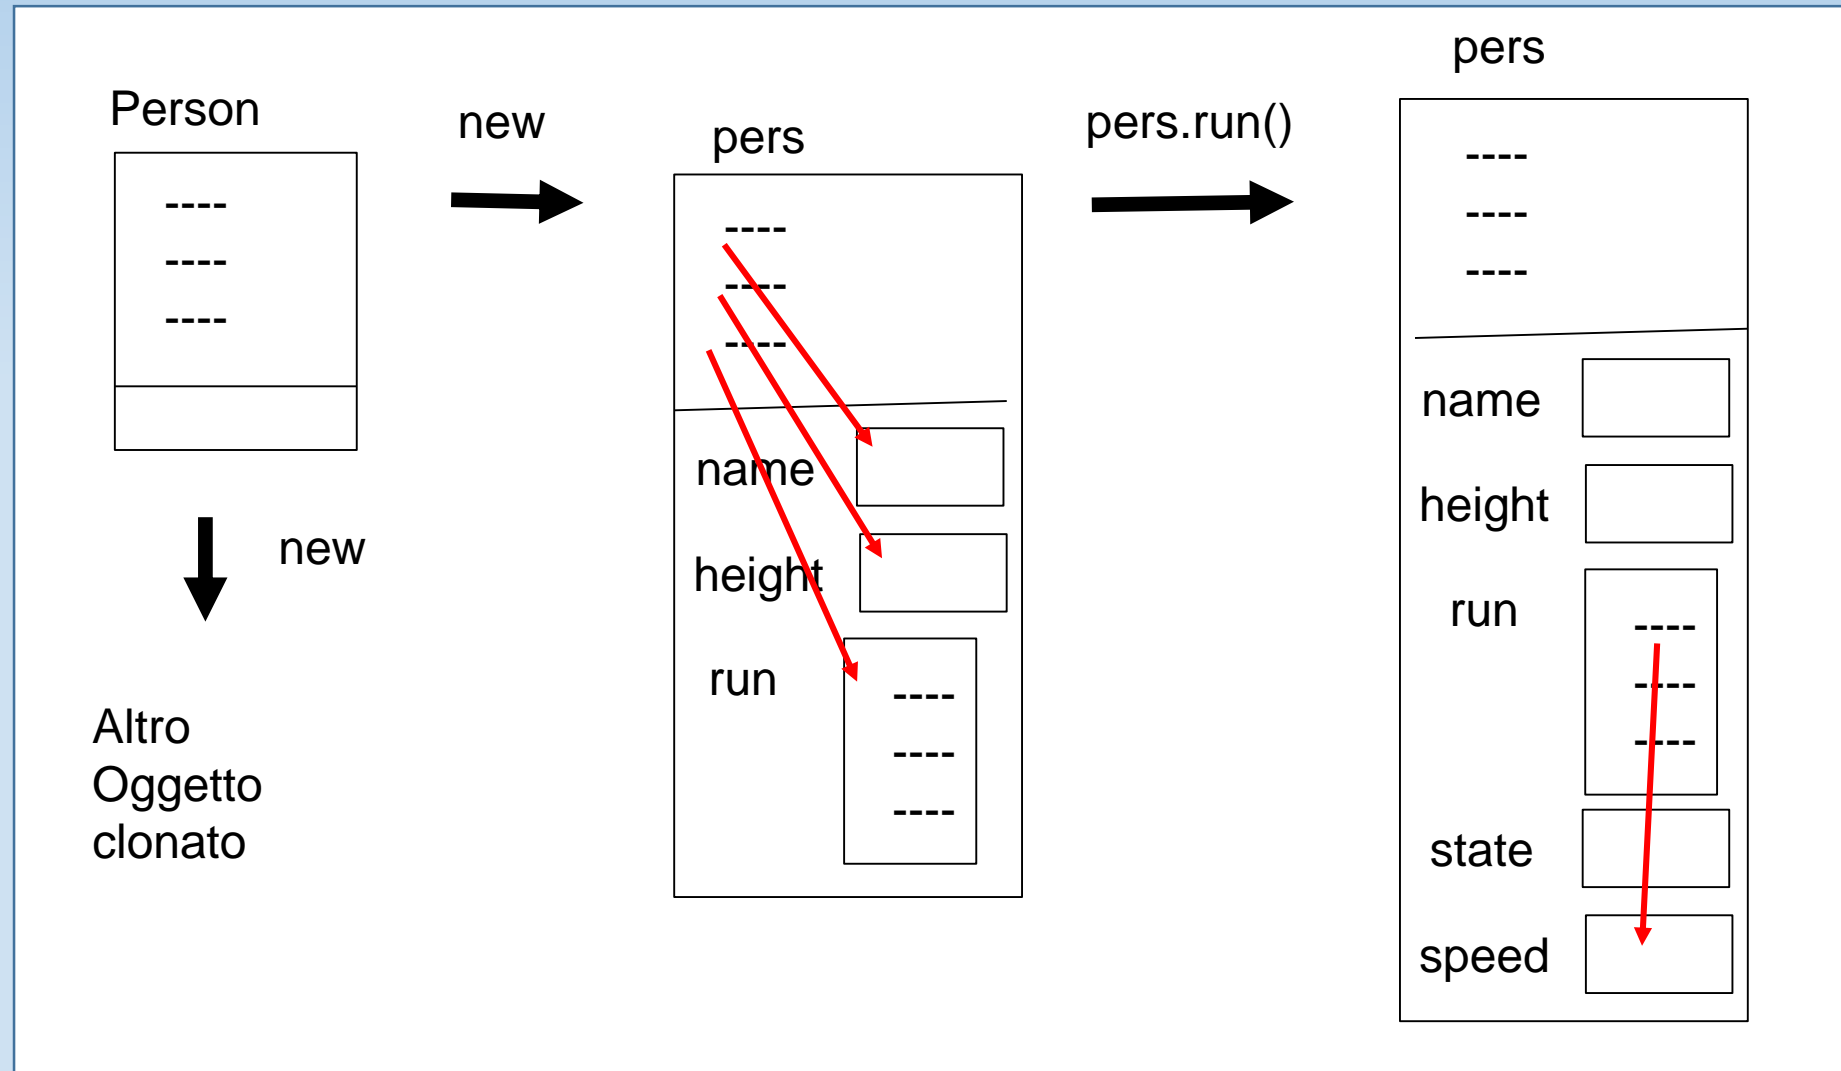 Person
----
----
----
new
new
Altro
Oggetto
clonato
pers
----
----
----
name
height
run
----
----
----
pers.run()
pers
----
----
----
name
height
run
----
----
----
state
speed